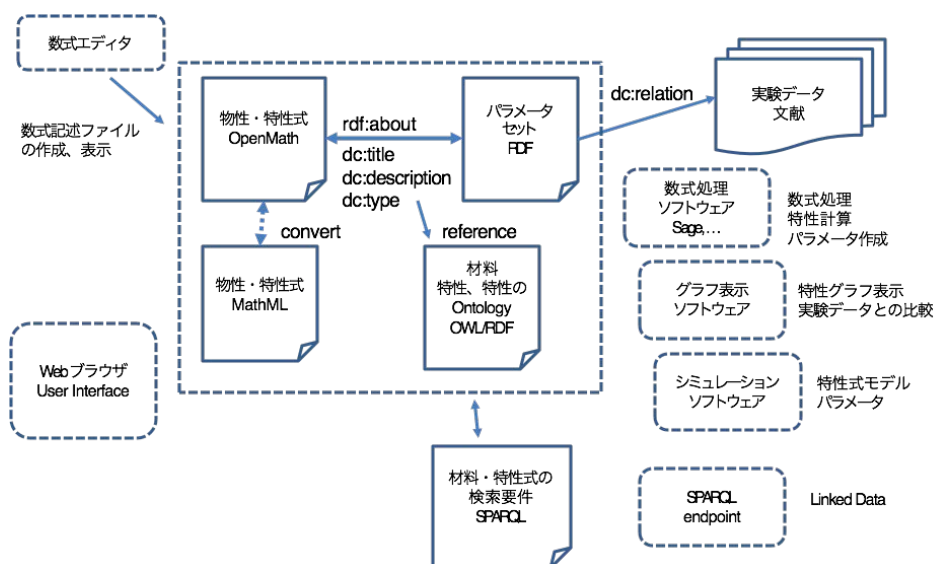 数式エディタ
数式記述ファイル
の作成、表示
物性・特性式
OpenMath
rdf:about
dc:title
dc:description
dc:type
パラメータ
セット
RDF
dc:relation
実験データ
文献
convert
reference
物性・特性式
MathML
材料
特性、特性の
Ontology
OWL/RDF
数式処理
ソフトウェア
Sage,...
数式処理
特性計算
パラメータ作成
グラフ表示
ソフトウェア
特性グラフ表示
実験データとの比較
Webブラウザ
User Interface
シミュレーション
ソフトウェア
特性式モデル
パラメータ
材料・特性式の
検索要件
SPARQL
SPARQL
endpoint
Linked Data